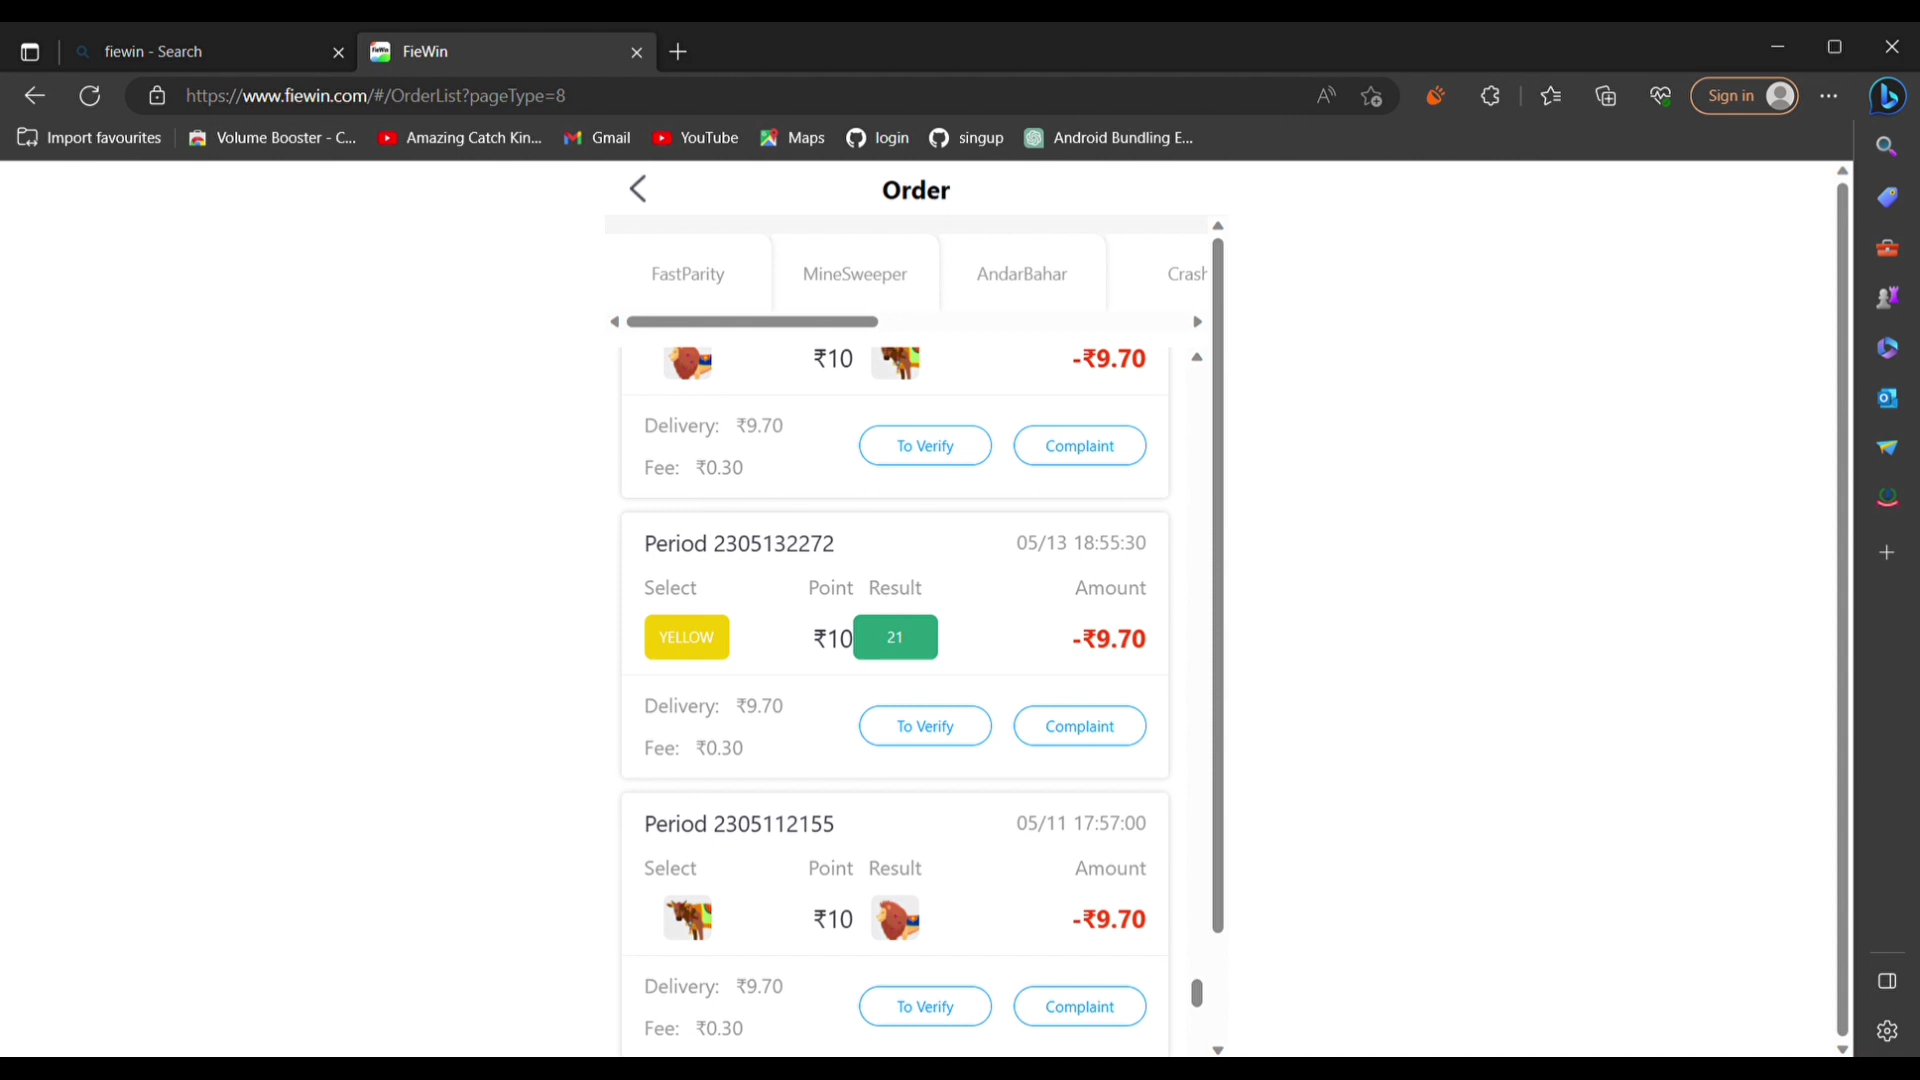 fiewin - Search
FieWin
https://www.fiewin.com/#/OrderList?pageType=8
Sign in
Import favourites
Volume Booster - C...
Amazing Catch Kin...
Gmail
YouTube
Maps
login
singup
Android Bundling E...
Order
FastParity
MineSweeper
AndarBahar
Crash
₹10
-₹9.70
Delivery: ₹9.70
To Verify
Complaint
Fee: ₹0.30
Period 2305132272
05/13 18:55:30
Select Point Result Amount
YELLOW ₹10 21 -₹9.70
Delivery: ₹9.70
To Verify
Complaint
Fee: ₹0.30
Period 2305112155
05/11 17:57:00
Select Point Result Amount
₹10 -₹9.70
Delivery: ₹9.70
To Verify
Complaint
Fee: ₹0.30